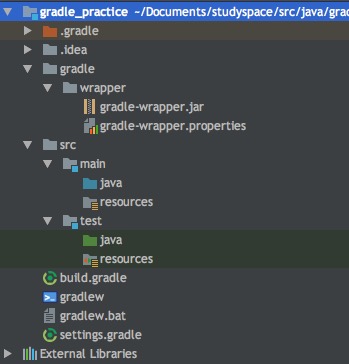 gradle_practice ~/Documents/studyspace/src/java/grad
.gradle
.idea
gradle
wrapper
gradle-wrapper.jar
gradle-wrapper.properties
src
main
java
resources
test
java
resources
build.gradle
gradlew
gradlew.bat
settings.gradle
External Libraries